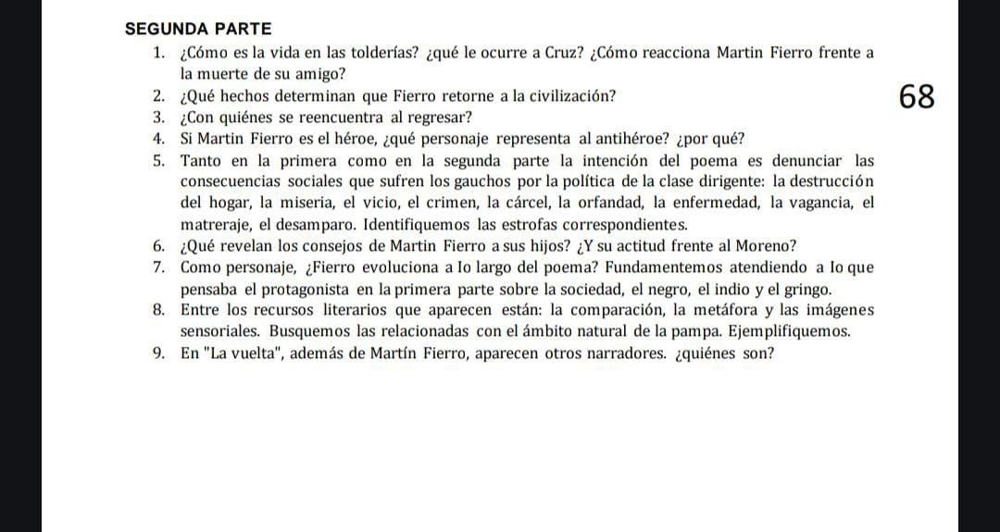 SEGUNDA PARTE
1. ¿Cómo es la vida en las tolderías? ¿qué le ocurre a Cruz? ¿Cómo reacciona Martin Fierro frente a
la muerte de su amigo?
2. ¿Qué hechos determinan que Fierro retorne a la civilización?
68
3. ¿Con quiénes se reencuentra al regresar?
4. Si Martin Fierro es el héroe, ¿qué personaje representa al antihéroe? ¿por qué?
5. Tanto en la primera como en la segunda parte la intención del poema es denunciar las
consecuencias sociales que sufren los gauchos por la política de la clase dirigente: la destrucción
del hogar, la miseria, el vicio, el crimen, la cárcel, la orfandad, la enfermedad, la vagancia, el
matreraje, el desamparo. Identifiquemos las estrofas correspondientes.
6. ¿Qué revelan los consejos de Martin Fierro a sus hijos? ¿Y su actitud frente al Moreno?
7. Como personaje, ¿Fierro evoluciona a Io largo del poema? Fundamentemos atendiendo a Io que
pensaba el protagonista en la primera parte sobre la sociedad, el negro, el indio y el gringo.
8. Entre los recursos literarios que aparecen están: la comparación, la metáfora y las imágenes
sensoriales. Busquemos las relacionadas con el ámbito natural de la pampa. Ejemplifiquemos.
9. En "La vuelta", además de Martín Fierro, aparecen otros narradores. ¿quiénes son?